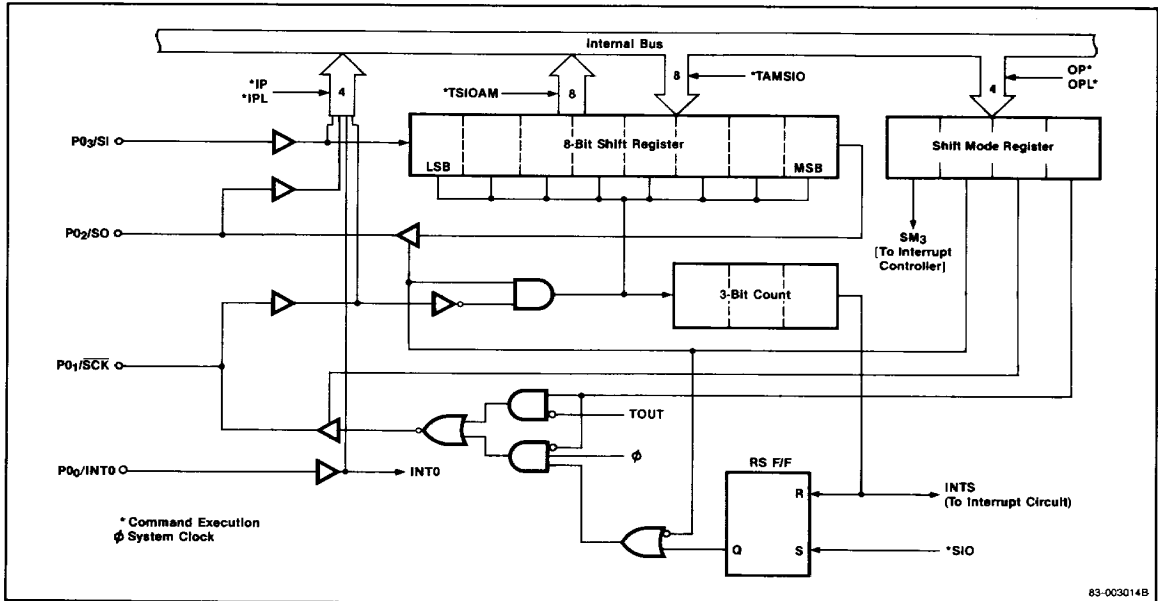 Internal Bus
*IP
*IPL
4
*TSIOAM
8
8
*TAMSIO
4
OP*
OPL*
P0₃/SI
8-Bit Shift Register
LSB
MSB
Shift Mode Register
P0₂/SO
SM₃
[To Interrupt
Controller]
3-Bit Count
P0₁/S̅C̅K̅
TOUT
ϕ
P0₀/INT0
INT0
RS F/F
R
INTS
(To Interrupt Circuit)
Q
S
*SIO
* Command Execution
ϕ System Clock
83-003014B